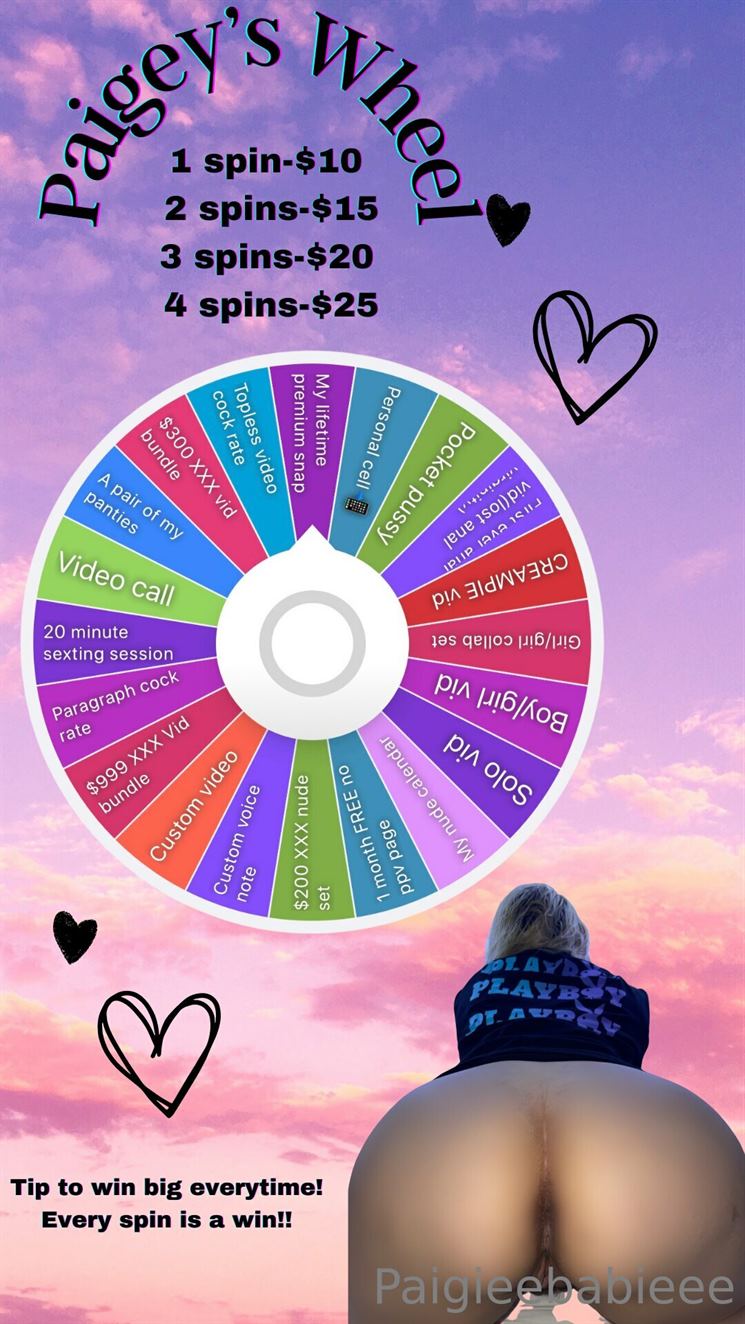 Paigey's Wheel
1 spin-$10
2 spins-$15
3 spins-$20
4 spins-$25
My lifetime
premium snap
Personal cell
Pocket pussy
vid(lost anal
CREAMPIE vid
Girl/girl collab set
Boy/girl vid
Solo vid
My nude calendar
1 month FREE no
ppv page
$200 XXX nude
set
Custom voice
note
Custom video
$999 XXX Vid
bundle
Paragraph cock
rate
20 minute
sexting session
Video call
A pair of my
panties
$300 XXX vid
bundle
Topless video
cock rate
PLAYBOY
PLAYBOY
PLAYBOY
Tip to win big everytime!
Every spin is a win!!
Paigieebabieee